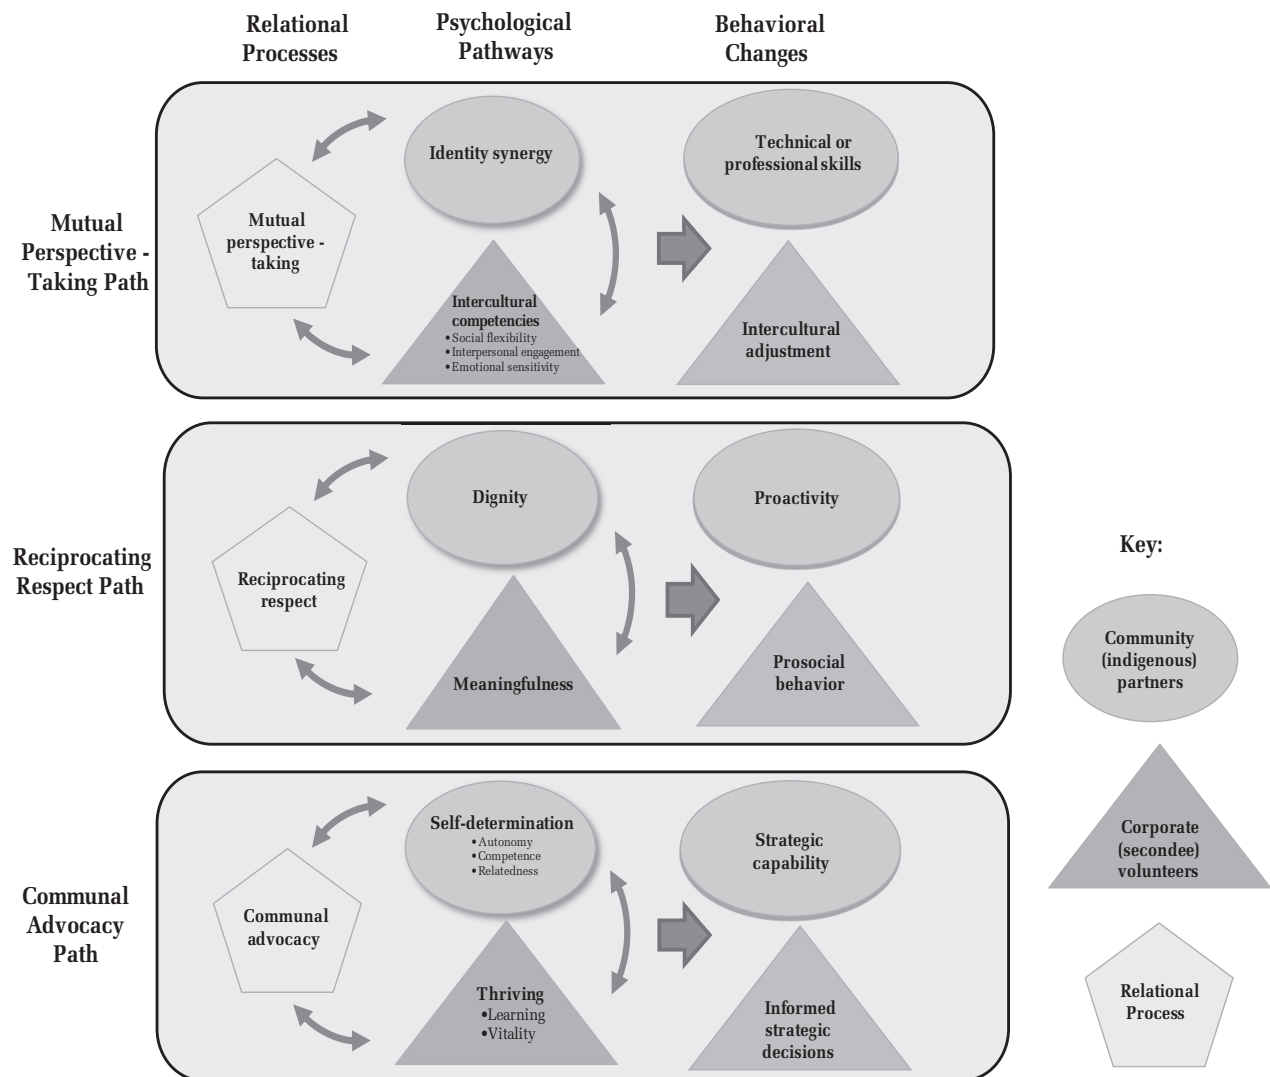 Relational
Processes
Psychological
Pathways
Behavioral
Changes
Mutual
Perspective -
Taking Path
Mutual
perspective -
taking
Identity synergy
Intercultural
competencies
• Social flexibility
• Interpersonal engagement
• Emotional sensitivity
Technical or
professional skills
Intercultural
adjustment
Reciprocating
Respect Path
Reciprocating
respect
Dignity
Meaningfulness
Proactivity
Prosocial
behavior
Communal
Advocacy
Path
Communal
advocacy
Self-determination
• Autonomy
• Competence
• Relatedness
Thriving
•Learning
•Vitality
Strategic
capability
Informed
strategic
decisions
Key:
Community
(indigenous)
partners
Corporate
(secondee)
volunteers
Relational
Process